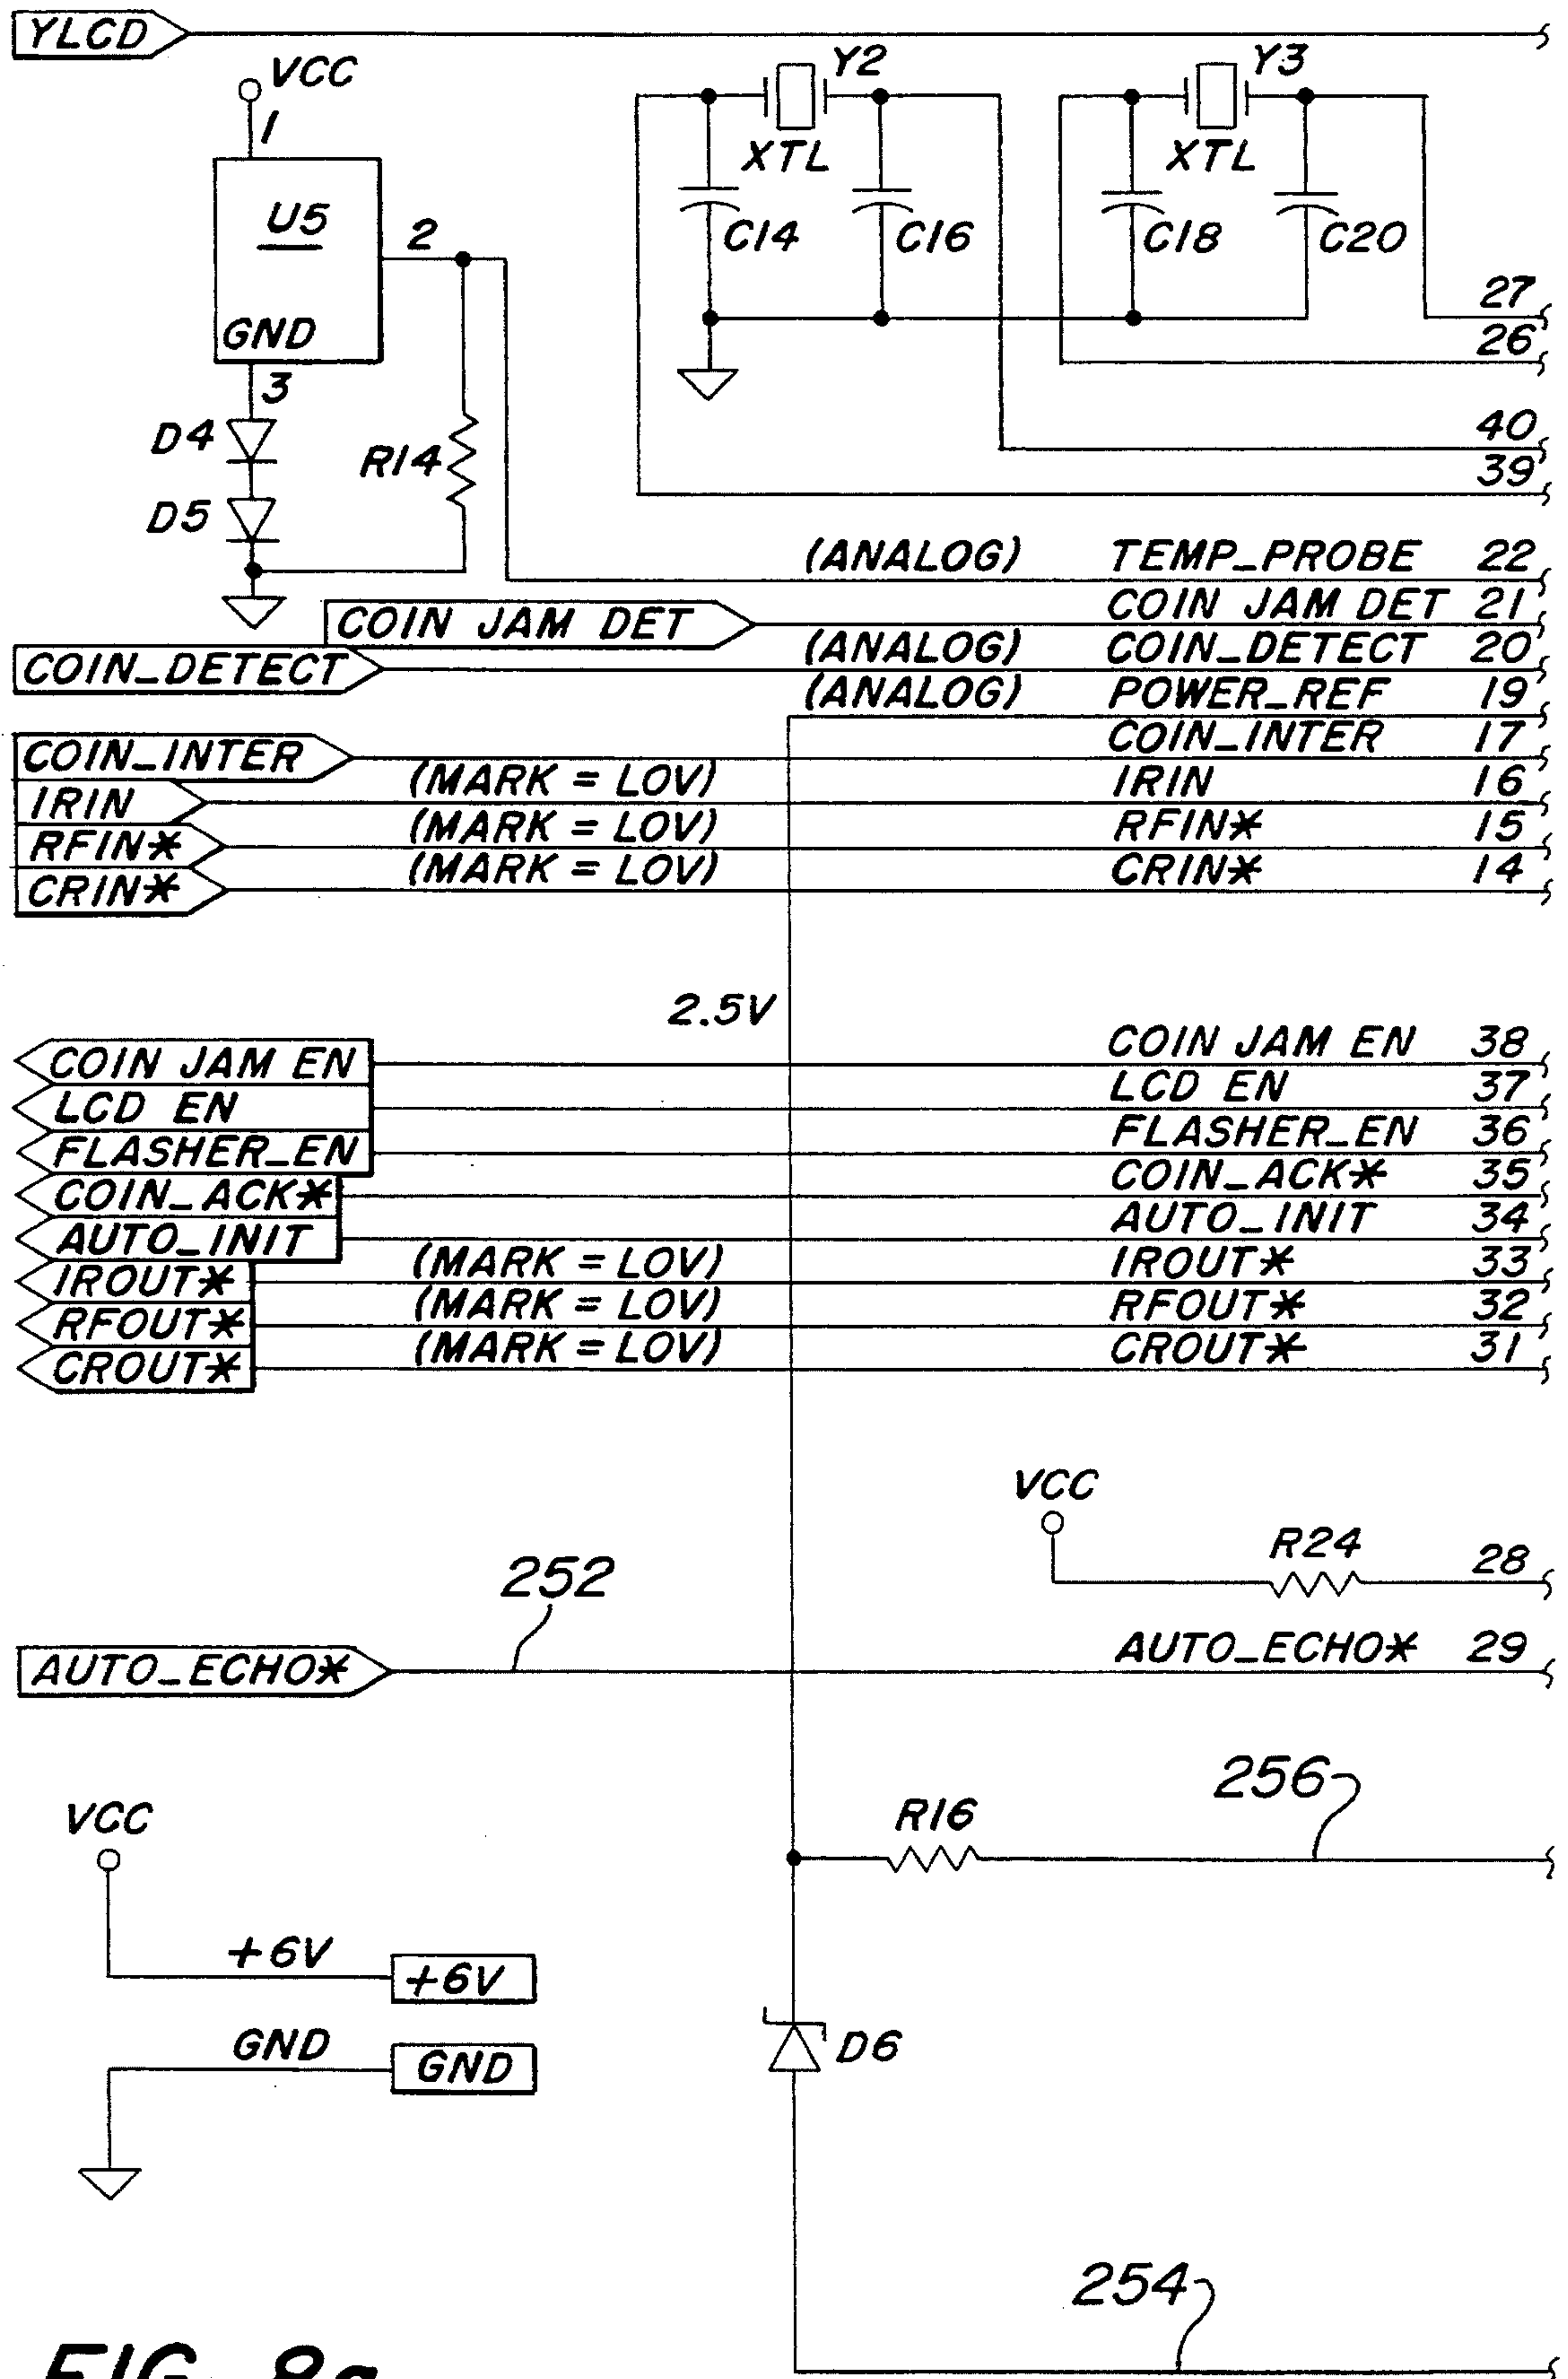 YLCD
VCC
1
U5
2
GND
3
D4
D5
R14
Y2
XTL
C14
C16
Y3
XTL
C18
C20
27
26
40
39
(ANALOG) TEMP_PROBE 22
COIN JAM DET COIN JAM DET 21
COIN_DETECT (ANALOG) COIN_DETECT 20
(ANALOG) POWER_REF 19
COIN_INTER COIN_INTER 17
IRIN (MARK = LOV) IRIN 16
RFIN* (MARK = LOV) RFIN* 15
CRIN* (MARK = LOV) CRIN* 14
2.5V
COIN JAM EN COIN JAM EN 38
LCD EN LCD EN 37
FLASHER_EN FLASHER_EN 36
COIN_ACK* COIN_ACK* 35
AUTO_INIT AUTO_INIT 34
IROUT* (MARK = LOV) IROUT* 33
RFOUT* (MARK = LOV) RFOUT* 32
CROUT* (MARK = LOV) CROUT* 31
VCC
R24 28
252
AUTO_ECHO* AUTO_ECHO* 29
256
R16
VCC
+6V +6V
GND GND
D6
254
FIG. 8a